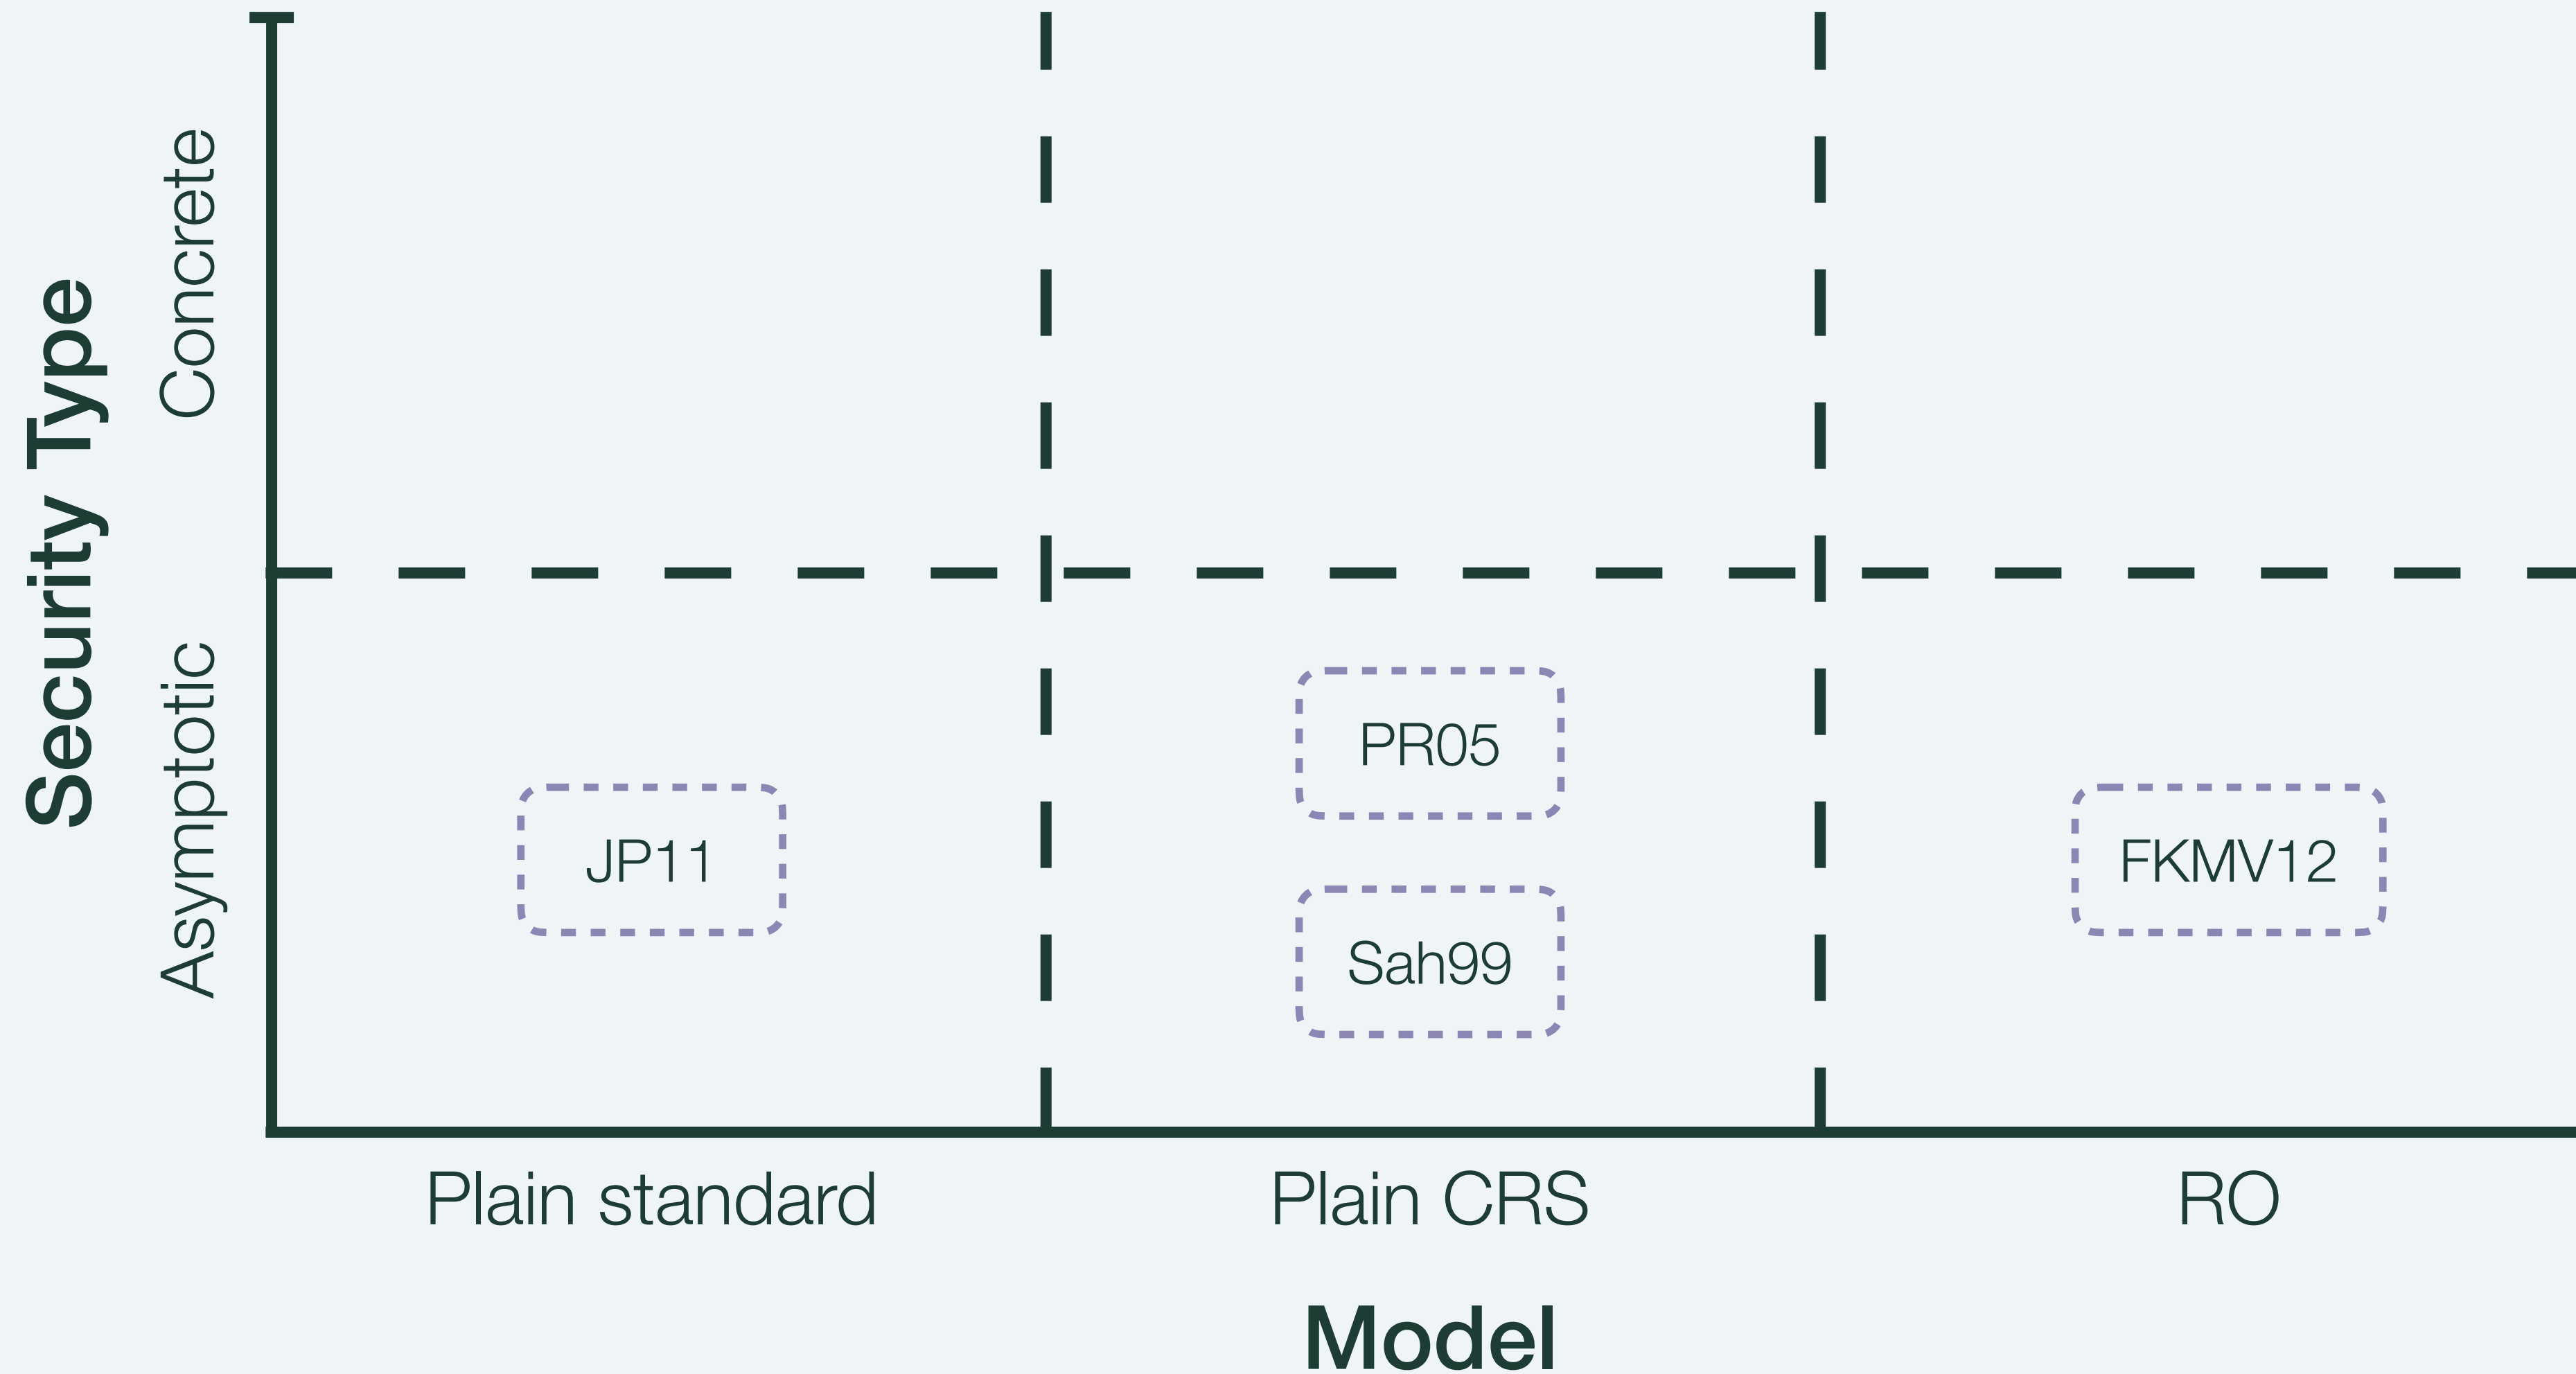 Security Type
Concrete
Asymptotic
PR05
JP11
FKMV12
Sah99
Plain standard
Plain CRS
RO
Model